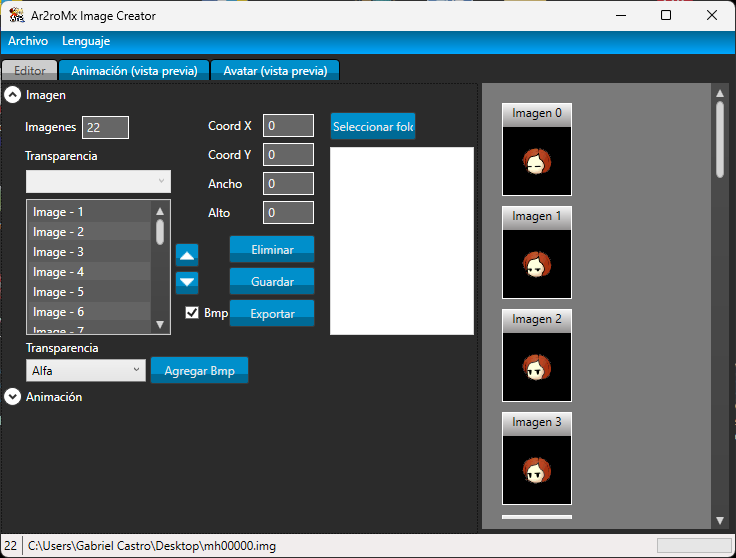 Ar2roMx Image Creator
Archivo Lenguaje
Editor Animación (vista previa) Avatar (vista previa)
Imagen
Imagenes 22
Transparencia
Image - 1
Image - 2
Image - 3
Image - 4
Image - 5
Image - 6
Image - 7
Transparencia
Alfa Agregar Bmp
Animación
Coord X 0
Coord Y 0
Ancho 0
Alto 0
Eliminar
Guardar
Bmp Exportar
Seleccionar fold
Imagen 0
Imagen 1
Imagen 2
Imagen 3
22 C:\Users\Gabriel Castro\Desktop\mh00000.img